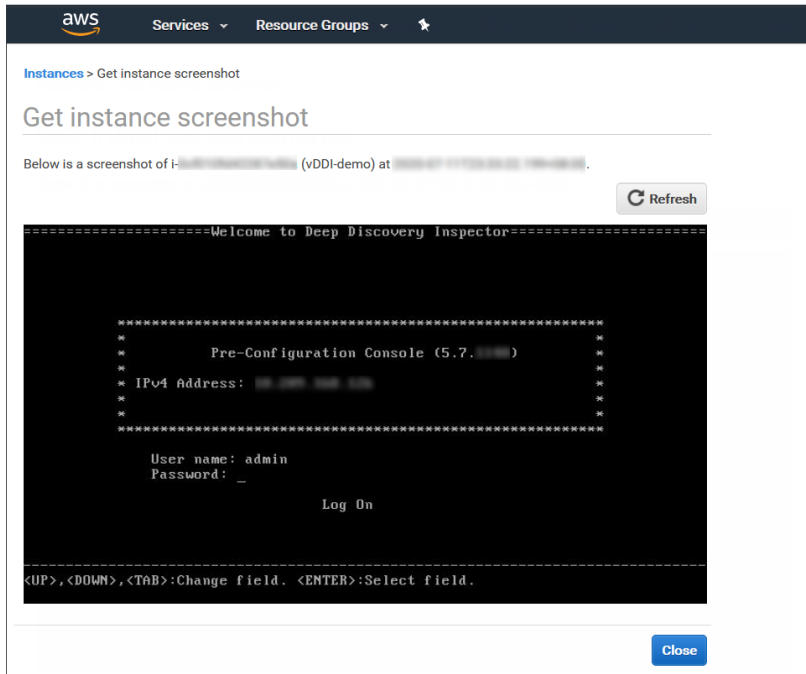 aws Services Resource Groups
Instances > Get instance screenshot
Get instance screenshot
Below is a screenshot of i- (vDDI-demo) at .
Refresh
======================Welcome to Deep Discovery Inspector=======================
*********************************************************
* *
* Pre-Configuration Console (5.7. ) *
* *
* IPv4 Address: *
* *
* *
*********************************************************
User name: admin
Password: _
Log On
--------------------------------------------------------------------------------
<UP>,<DOWN>,<TAB>:Change field. <ENTER>:Select field.
Close